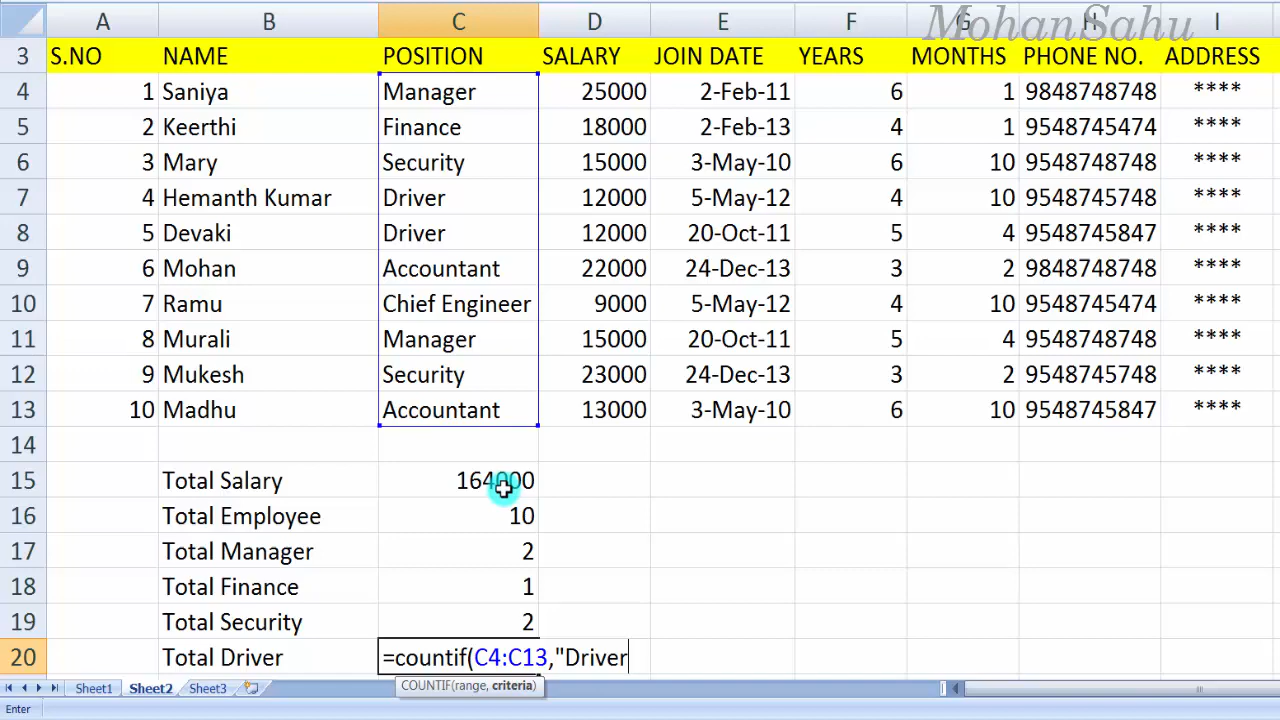 MohanSahu
A B C D E F G H I
3 S.NO NAME POSITION SALARY JOIN DATE YEARS MONTHS PHONE NO. ADDRESS
4 1 Saniya Manager 25000 2-Feb-11 6 1 9848748748 ****
5 2 Keerthi Finance 18000 2-Feb-13 4 1 9548745474 ****
6 3 Mary Security 15000 3-May-10 6 10 9548748748 ****
7 4 Hemanth Kumar Driver 12000 5-May-12 4 10 9548745748 ****
8 5 Devaki Driver 12000 20-Oct-11 5 4 9548745847 ****
9 6 Mohan Accountant 22000 24-Dec-13 3 2 9848748748 ****
10 7 Ramu Chief Engineer 9000 5-May-12 4 10 9548745474 ****
11 8 Murali Manager 15000 20-Oct-11 5 4 9548748748 ****
12 9 Mukesh Security 23000 24-Dec-13 3 2 9548745748 ****
13 10 Madhu Accountant 13000 3-May-10 6 10 9548745847 ****
14
15 Total Salary 164000
16 Total Employee 10
17 Total Manager 2
18 Total Finance 1
19 Total Security 2
20 Total Driver =countif(C4:C13,"Driver
COUNTIF(range, criteria)
Sheet1 Sheet2 Sheet3
Enter